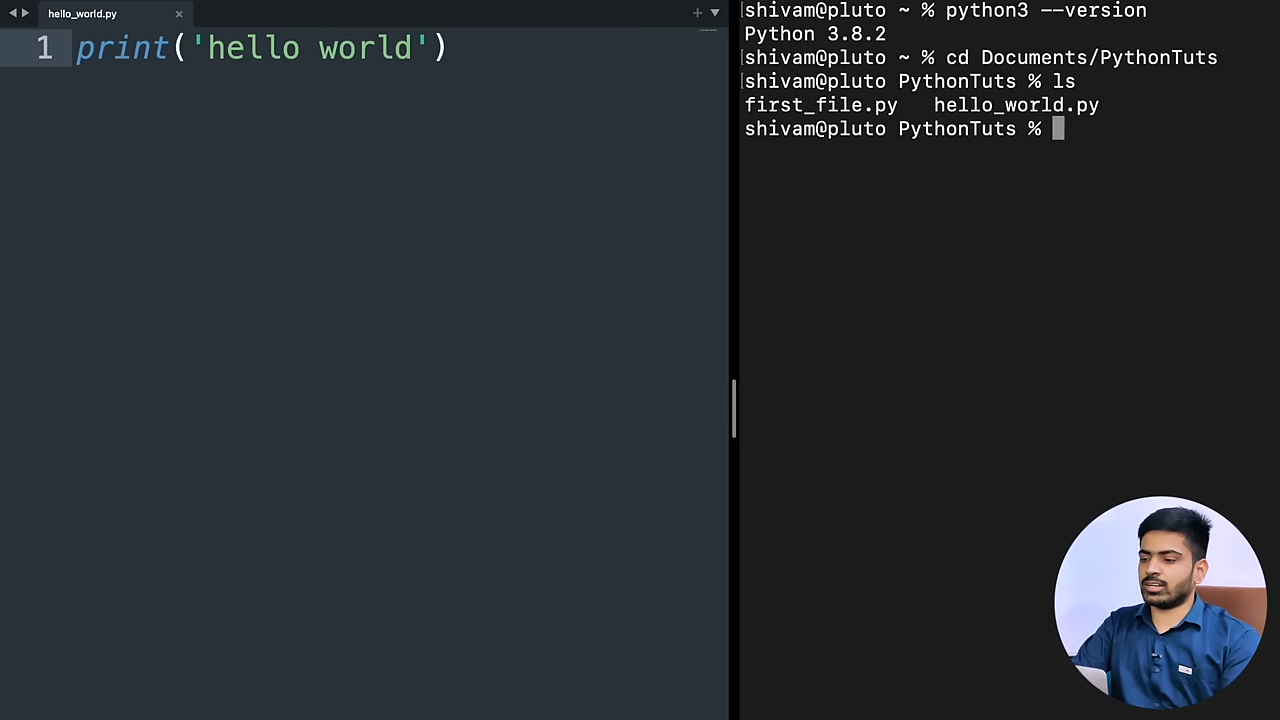 hello_world.py
1 print('hello world')
shivam@pluto ~ % python3 --version
Python 3.8.2
shivam@pluto ~ % cd Documents/PythonTuts
shivam@pluto PythonTuts % ls
first_file.py hello_world.py
shivam@pluto PythonTuts %